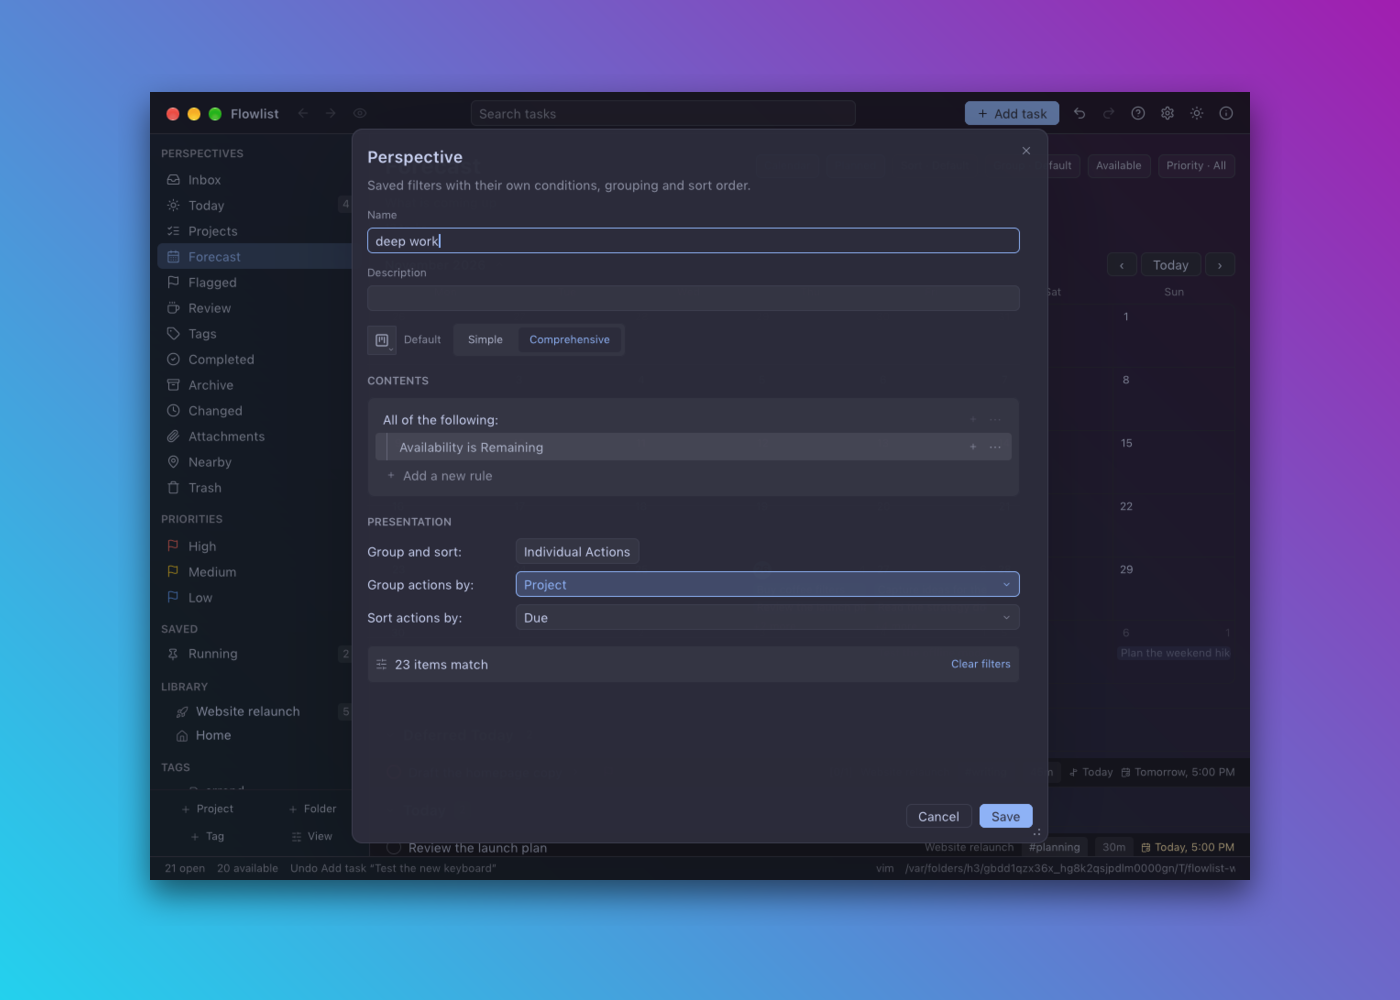 Flowlist
Search tasks
+ Add task
PERSPECTIVES
Inbox
Today 4
Projects
Forecast
Flagged
Review
Tags
Completed
Archive
Changed
Attachments
Nearby
Trash
PRIORITIES
High
Medium
Low
SAVED
Running 2
LIBRARY
Website relaunch 5
Home
TAGS
+ Project
+ Folder
+ Tag
View
Perspective
Saved filters with their own conditions, grouping and sort order.
Name
deep work
Description
Default
Simple
Comprehensive
CONTENTS
All of the following:
Availability is Remaining
+ Add a new rule
PRESENTATION
Group and sort: Individual Actions
Group actions by: Project
Sort actions by: Due
23 items match
Clear filters
Cancel
Save
fault
Available
Priority · All
‹ Today ›
Sat Sun
1
8
15
22
29
6 1
Plan the weekend hik
m Today Tomorrow, 5:00 PM
Review the launch plan Website relaunch #planning 30m Today, 5:00 PM
21 open 20 available Undo Add task "Test the new keyboard"
vim /var/folders/h3/gbdd1qzx36x_hg8k2qsjpdlm0000gn/T/flowlist-w